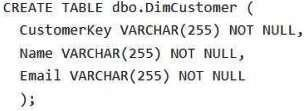 CREATE TABLE dbo.DimCustomer (
CustomerKey VARCHAR(255) NOT NULL,
Name VARCHAR(255) NOT NULL,
Email VARCHAR(255) NOT NULL
);